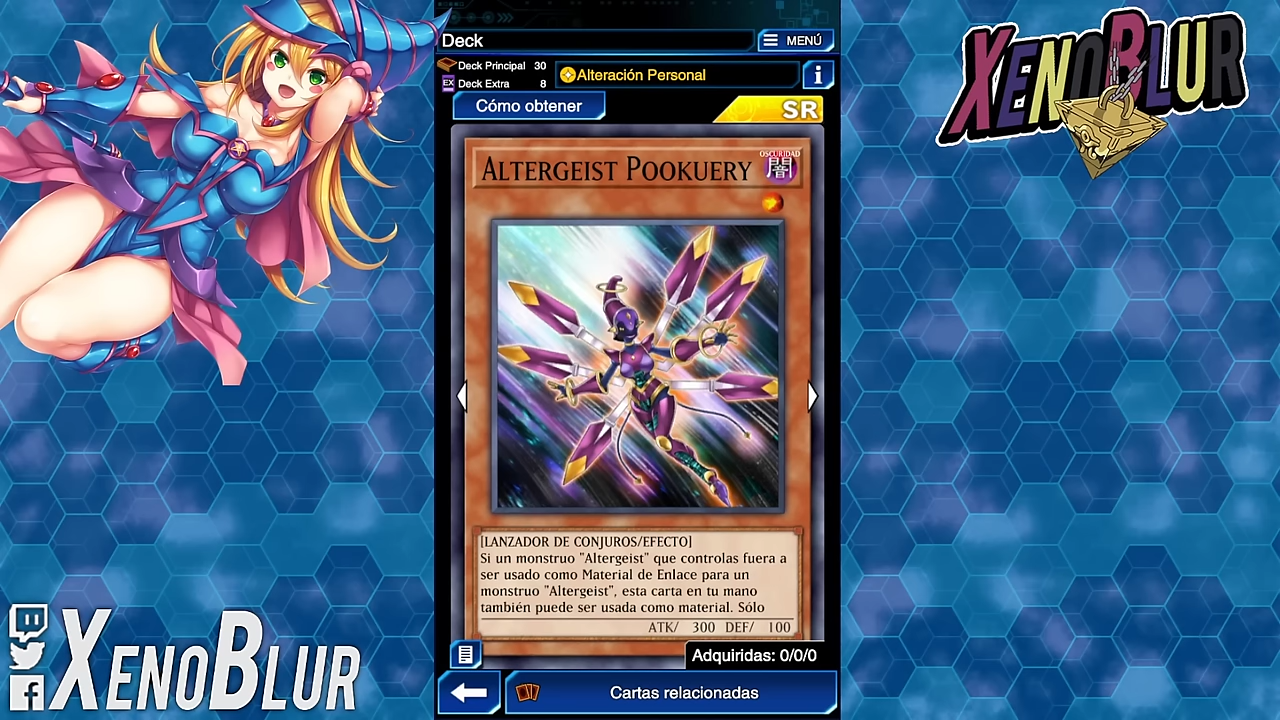 Deck
MENÚ
Deck Principal 30
EX Deck Extra 8
Alteración Personal
i
Cómo obtener
SR
ALTERGEIST POOKUERY
OSCURIDAD
闇
[LANZADOR DE CONJUROS/EFECTO]
Si un monstruo "Altergeist" que controlas fuera a
ser usado como Material de Enlace para un
monstruo "Altergeist", esta carta en tu mano
también puede ser usada como material. Sólo
ATK/ 300 DEF/ 100
Adquiridas: 0/0/0
Cartas relacionadas
XENOBLUR
XENOBLUR